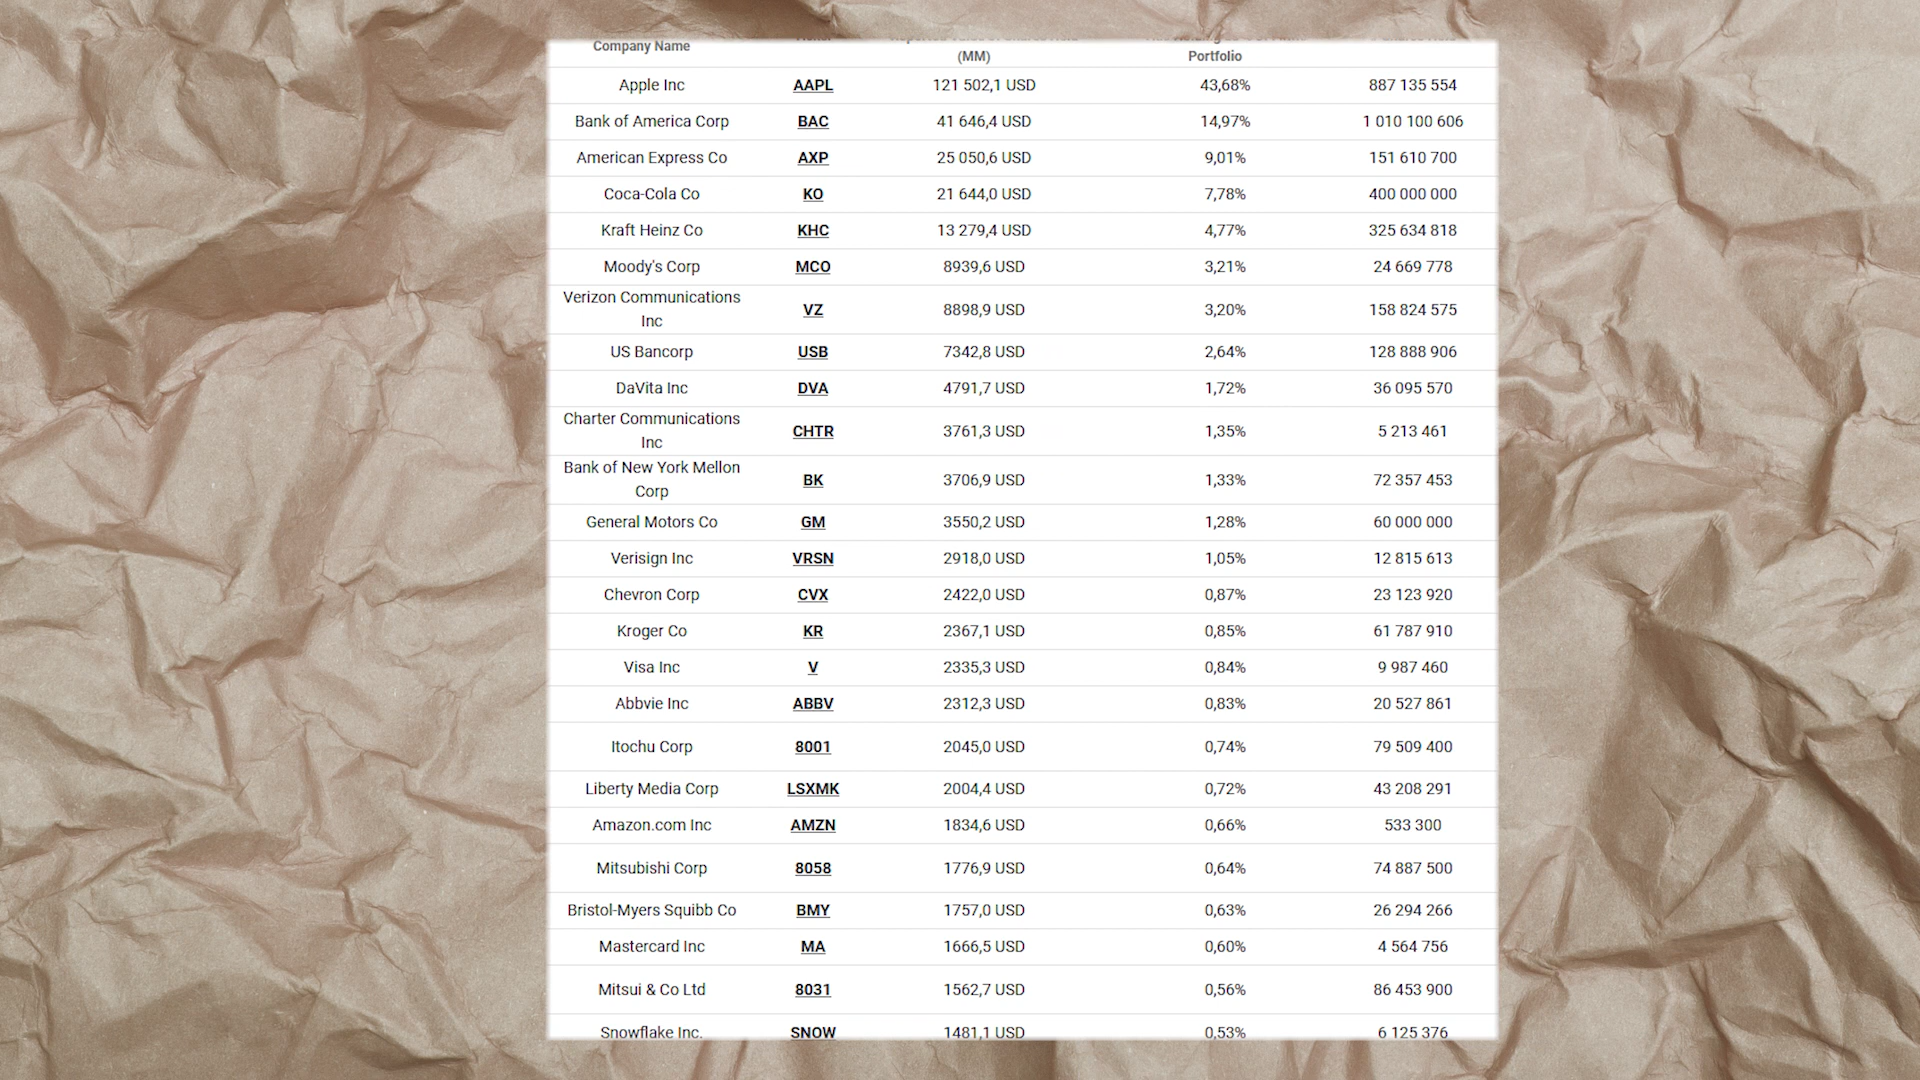 Company Name
(MM)
Portfolio
Apple Inc AAPL 121 502,1 USD 43,68% 887 135 554
Bank of America Corp BAC 41 646,4 USD 14,97% 1 010 100 606
American Express Co AXP 25 050,6 USD 9,01% 151 610 700
Coca-Cola Co KO 21 644,0 USD 7,78% 400 000 000
Kraft Heinz Co KHC 13 279,4 USD 4,77% 325 634 818
Moody's Corp MCO 8939,6 USD 3,21% 24 669 778
Verizon Communications
Inc VZ 8898,9 USD 3,20% 158 824 575
US Bancorp USB 7342,8 USD 2,64% 128 888 906
DaVita Inc DVA 4791,7 USD 1,72% 36 095 570
Charter Communications
Inc CHTR 3761,3 USD 1,35% 5 213 461
Bank of New York Mellon
Corp BK 3706,9 USD 1,33% 72 357 453
General Motors Co GM 3550,2 USD 1,28% 60 000 000
Verisign Inc VRSN 2918,0 USD 1,05% 12 815 613
Chevron Corp CVX 2422,0 USD 0,87% 23 123 920
Kroger Co KR 2367,1 USD 0,85% 61 787 910
Visa Inc V 2335,3 USD 0,84% 9 987 460
Abbvie Inc ABBV 2312,3 USD 0,83% 20 527 861
Itochu Corp 8001 2045,0 USD 0,74% 79 509 400
Liberty Media Corp LSXMK 2004,4 USD 0,72% 43 208 291
Amazon.com Inc AMZN 1834,6 USD 0,66% 533 300
Mitsubishi Corp 8058 1776,9 USD 0,64% 74 887 500
Bristol-Myers Squibb Co BMY 1757,0 USD 0,63% 26 294 266
Mastercard Inc MA 1666,5 USD 0,60% 4 564 756
Mitsui & Co Ltd 8031 1562,7 USD 0,56% 86 453 900
Snowflake Inc. SNOW 1481,1 USD 0,53% 6 125 376